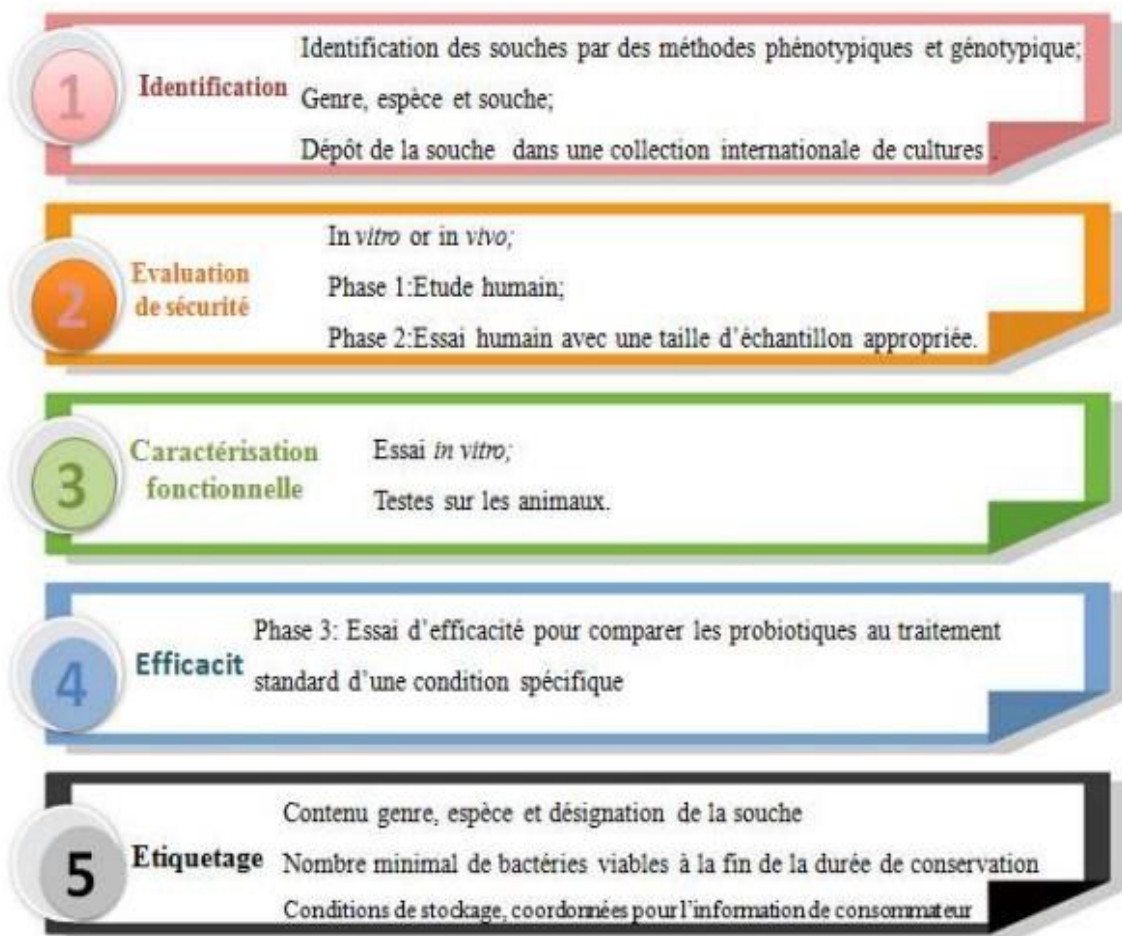 1
Identification
Identification des souches par des méthodes phénotypiques et génotypique;
Genre, espèce et souche;
Dépôt de la souche dans une collection internationale de cultures .
2
Evaluation
de sécurité
In vitro or in vivo;
Phase 1:Etude humain;
Phase 2:Essai humain avec une taille d’échantillon appropriée.
3
Caractérisation
fonctionnelle
Essai in vitro;
Testes sur les animaux.
4
Efficacit
Phase 3: Essai d’efficacité pour comparer les probiotiques au traitement
standard d’une condition spécifique
5
Etiquetage
Contenu genre, espèce et désignation de la souche
Nombre minimal de bactéries viables à la fin de la durée de conservation
Conditions de stockage, coordonnées pour l’information de consommateur